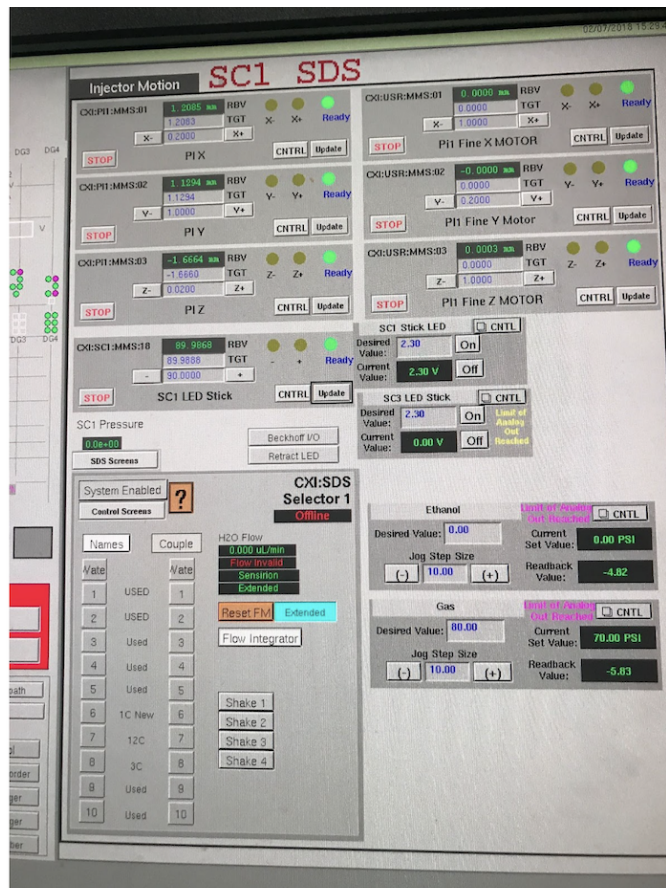 02/07/2018 15:29:4
SC1 SDS
Injector Motion
CXI:PI1:MMS:01 1.2085 mm RBV
1.2083 TGT X- X+ Ready
X- 0.2000 X+
STOP PI X CNTRL Update
CXI:USR:MMS:01 0.0000 mm RBV
0.0000 TGT X- X+ Ready
X- 1.0000 X+
STOP Pi1 Fine X MOTOR CNTRL Update
CXI:PI1:MMS:02 1.1294 mm RBV
1.1294 TGT Y- Y+ Ready
Y- 1.0000 Y+
STOP PI Y CNTRL Update
CXI:USR:MMS:02 -0.0000 mm RBV
0.0000 TGT Y- Y+ Ready
Y- 0.2000 Y+
STOP PI1 Fine Y Motor CNTRL Update
CXI:PI1:MMS:03 -1.6664 mm RBV
-1.6660 TGT Z- Z+ Ready
Z- 0.0200 Z+
STOP PI Z CNTRL Update
CXI:USR:MMS:03 0.0003 mm RBV
0.0000 TGT Z- Z+ Ready
Z- 1.0000 Z+
STOP PI1 Fine Z MOTOR CNTRL Update
CXI:SC1:MMS:18 89.9868 RBV
89.9888 TGT - + Ready
- 90.0000 +
STOP SC1 LED Stick CNTRL Update
SC1 Stick LED CNTL
Desired Value: 2.30 On
Current Value: 2.30 V Off
SC3 LED Stick CNTL
Desired Value: 2.30 On Limit of Analog Out Reached
Current Value: 0.00 V Off
SC1 Pressure
0.0e+00
SDS Screens
Beckhoff I/O
Retract LED
System Enabled ?
Control Screens
CXI:SDS
Selector 1
Offline
Names Couple
Wate Wate
1 USED 1
2 USED 2
3 Used 3
4 Used 4
5 Used 5
6 1C New 6
7 12C 7
8 3C 8
9 Used 9
10 Used 10
H2O Flow
0.000 uL/min
Flow Invalid
Sensirion
Extended
Reset FM Extended
Flow Integrator
Shake 1
Shake 2
Shake 3
Shake 4
Ethanol Limit of Analog Out Reached CNTL
Desired Value: 0.00 Current Set Value: 0.00 PSI
Jog Step Size
(-) 10.00 (+) Readback Value: -4.82
Gas Limit of Analog Out Reached CNTL
Desired Value: 80.00 Current Set Value: 70.00 PSI
Jog Step Size
(-) 10.00 (+) Readback Value: -5.83
DG3 DG4
V
DG3 DG4